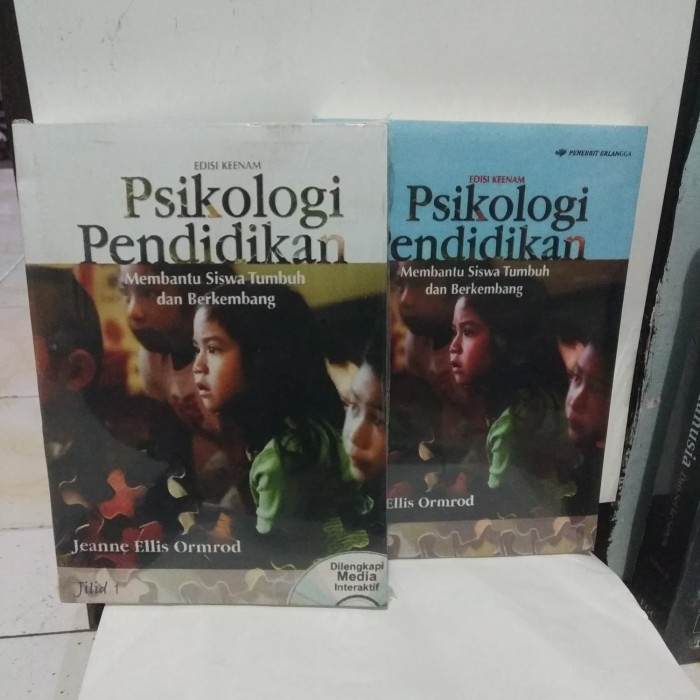 EDISI KEENAM
Psikologi
Pendidikan
Membantu Siswa Tumbuh
dan Berkembang
Jeanne Ellis Ormrod
Dilengkapi
Media
Interaktif
Jilid 1
PENERBIT ERLANGGA
EDISI KEENAM
Psikologi
endidikan
Membantu Siswa Tumbuh
dan Berkembang
Ellis Ormrod